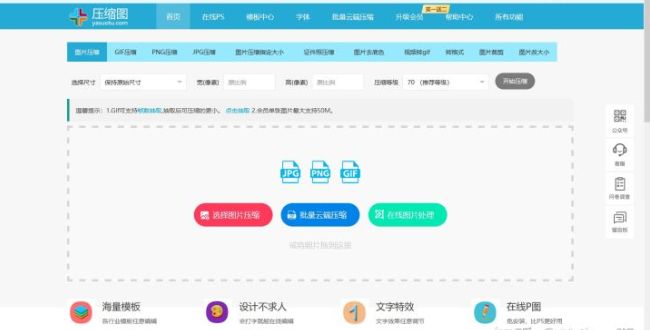 压缩图
yasuotu.com
首页 在线PS 模板中心 字体 批量云端压缩 升级会员 买一送二 帮助中心 所有功能
图片压缩 GIF压缩 PNG压缩 JPG压缩 图片压缩指定大小 证件照压缩 图片去底色 视频转gif 转格式 图片裁剪 图片改大小
选择尺寸 保持原始尺寸 宽(像素) 原比例 高(像素) 原比例 压缩等级 70 (推荐等级) 开始压缩
温馨提示：1.Gif可支持帧数抽取,抽取后可压缩的更小。 点击抽取 2.会员单张图片最大支持50M。
公众号
客服
问卷调查
留言板
JPG PNG GIF
选择图片压缩 批量云端压缩 在线图片处理
或将图片拖到这里
海量模板 设计不求人 文字特效 在线P图
各行业模板任意编辑 会打字就能在线编辑 文字效果任意调节 免安装，比PS更好用